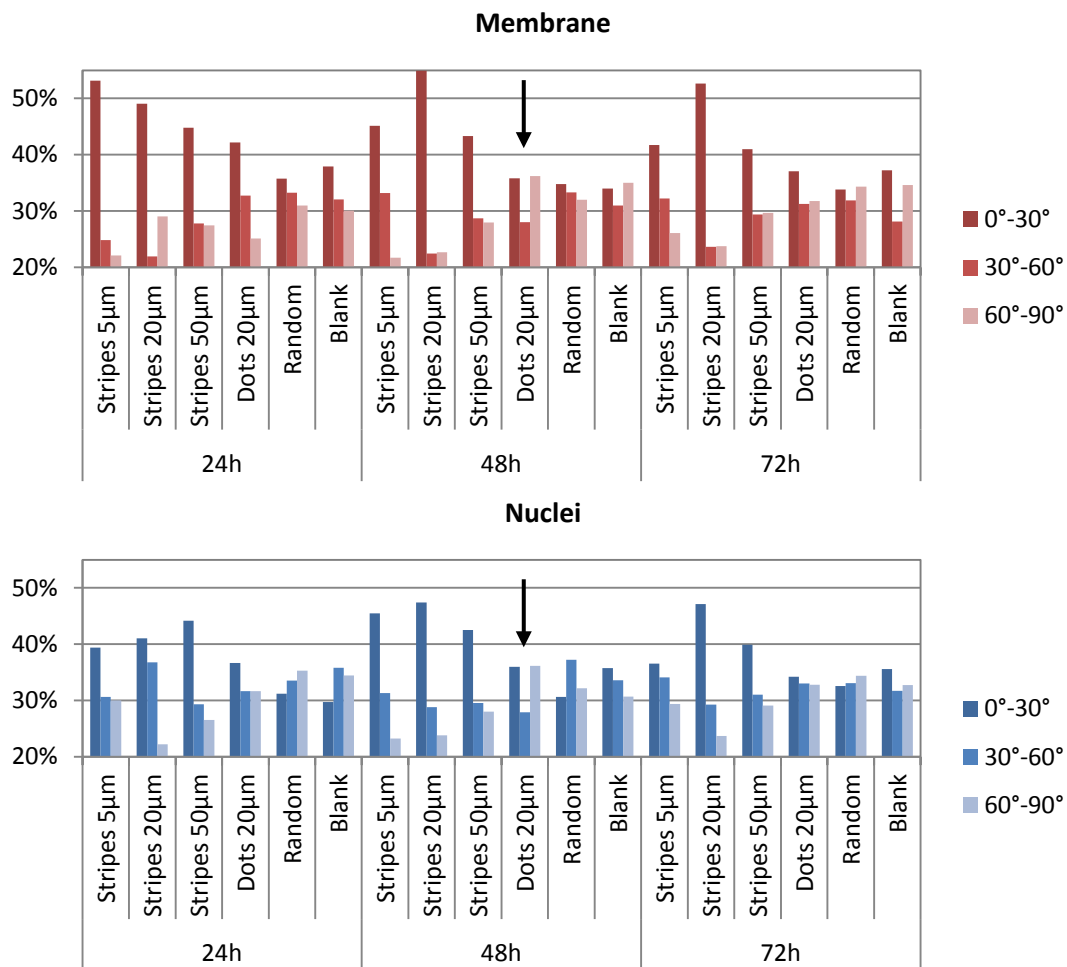 Membrane
50%
40%
30%
20%
0°-30°
30°-60°
60°-90°
Stripes 5µm
Stripes 20µm
Stripes 50µm
Dots 20µm
Random
Blank
Stripes 5µm
Stripes 20µm
Stripes 50µm
Dots 20µm
Random
Blank
Stripes 5µm
Stripes 20µm
Stripes 50µm
Dots 20µm
Random
Blank
24h
48h
72h
Nuclei
50%
40%
30%
20%
0°-30°
30°-60°
60°-90°
Stripes 5µm
Stripes 20µm
Stripes 50µm
Dots 20µm
Random
Blank
Stripes 5µm
Stripes 20µm
Stripes 50µm
Dots 20µm
Random
Blank
Stripes 5µm
Stripes 20µm
Stripes 50µm
Dots 20µm
Random
Blank
24h
48h
72h